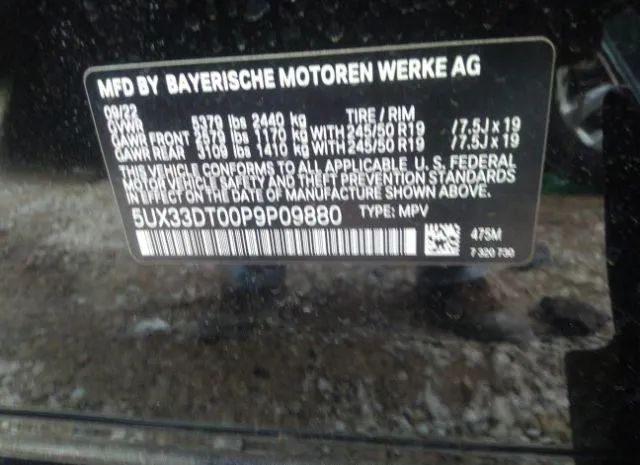 MFD BY BAYERISCHE MOTOREN WERKE AG
09/22 TIRE / RIM
GVWR 5379 lbs 2440 kg
GAWR FRONT 2579 lbs 1170 kg WITH 245/50 R19 / 7.5J x 19
GAWR REAR 3108 lbs 1410 kg WITH 245/50 R19 / 7.5J x 19
THIS VEHICLE CONFORMS TO ALL APPLICABLE U. S. FEDERAL
MOTOR VEHICLE SAFETY AND THEFT PREVENTION STANDARDS
IN EFFECT ON THE DATE OF MANUFACTURE SHOWN ABOVE.
5UX33DT00P9P09880 TYPE: MPV
475M
7 320 730